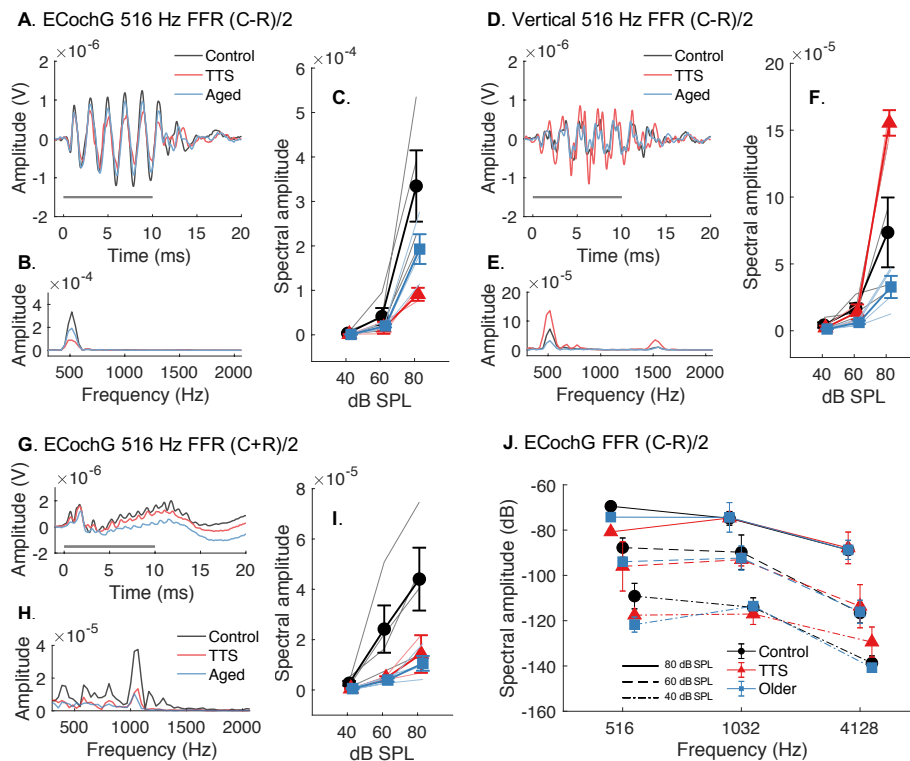 A. ECochG 516 Hz FFR (C-R)/2
×10⁻⁶
Amplitude (V)
2
1
0
-1
-2
Control
TTS
Aged
0 5 10 15 20
Time (ms)
B.
×10⁻⁴
Amplitude
4
2
0
500 1000 1500 2000
Frequency (Hz)
C.
×10⁻⁴
Spectral amplitude
6
5
4
3
2
1
0
40 60 80
dB SPL
D. Vertical 516 Hz FFR (C-R)/2
×10⁻⁶
Amplitude (V)
2
1
0
-1
-2
Control
TTS
Aged
0 5 10 15 20
Time (ms)
E.
×10⁻⁵
Amplitude
20
10
0
500 1000 1500 2000
Frequency (Hz)
F.
×10⁻⁵
Spectral amplitude
15
10
5
0
40 60 80
dB SPL
G. ECochG 516 Hz FFR (C+R)/2
×10⁻⁶
Amplitude (V)
2
0
-2
0 5 10 15 20
Time (ms)
H.
×10⁻⁵
Amplitude
4
2
0
Control
TTS
Aged
500 1000 1500 2000
Frequency (Hz)
I.
×10⁻⁵
Spectral amplitude
8
6
4
2
0
40 60 80
dB SPL
J. ECochG FFR (C-R)/2
Spectral amplitude (dB)
-60
-80
-100
-120
-140
-160
80 dB SPL
60 dB SPL
40 dB SPL
Control
TTS
Older
516 1032 4128
Frequency (Hz)